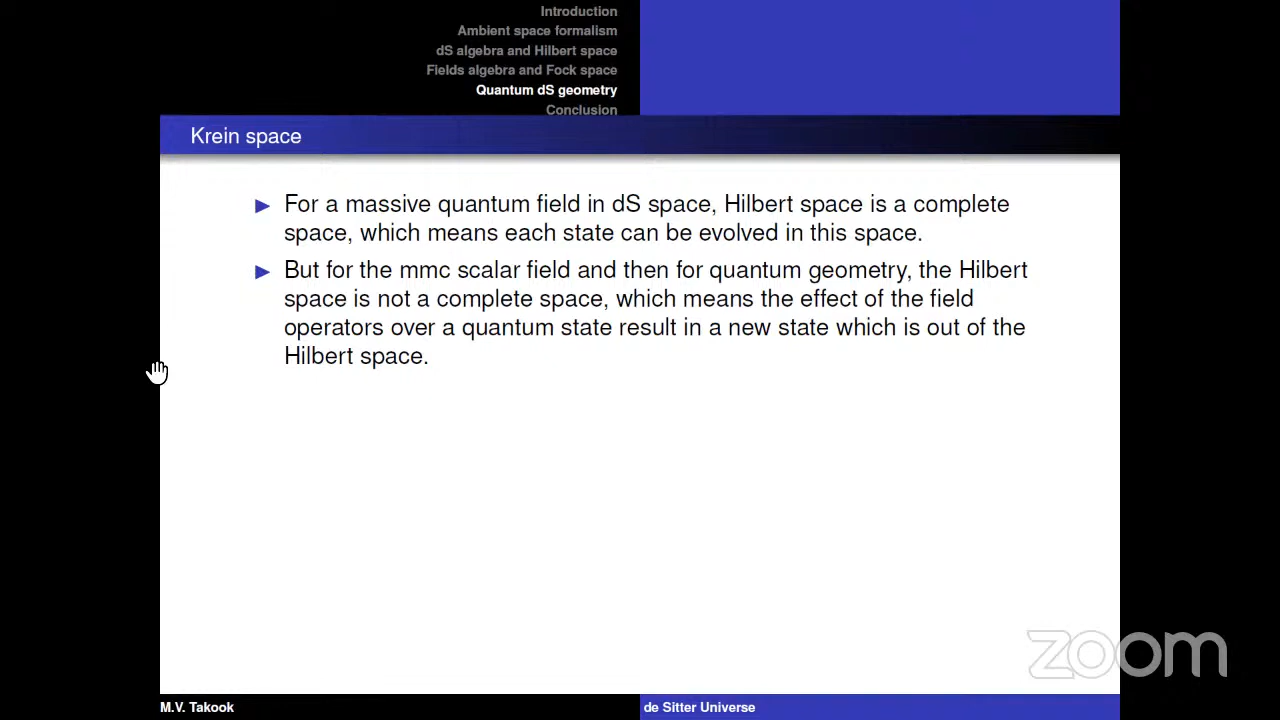 Introduction
Ambient space formalism
dS algebra and Hilbert space
Fields algebra and Fock space
Quantum dS geometry
Conclusion
Krein space
For a massive quantum field in dS space, Hilbert space is a complete
space, which means each state can be evolved in this space.
But for the mmc scalar field and then for quantum geometry, the Hilbert
space is not a complete space, which means the effect of the field
operators over a quantum state result in a new state which is out of the
Hilbert space.
zoom
M.V. Takook
de Sitter Universe